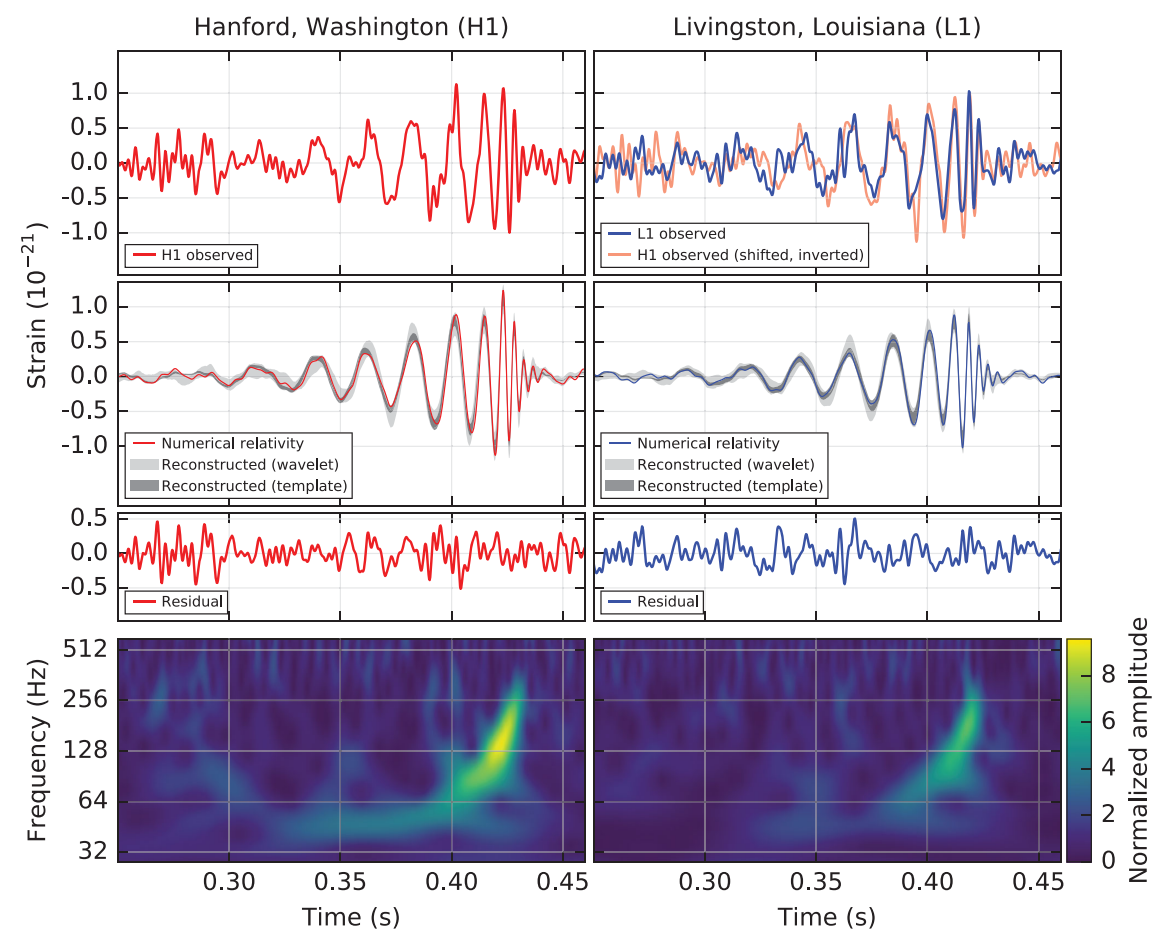 Hanford, Washington (H1)
Livingston, Louisiana (L1)
Strain (10⁻²¹)
1.0
0.5
0.0
-0.5
-1.0
H1 observed
L1 observed
H1 observed (shifted, inverted)
1.0
0.5
0.0
-0.5
-1.0
Numerical relativity
Reconstructed (wavelet)
Reconstructed (template)
Numerical relativity
Reconstructed (wavelet)
Reconstructed (template)
0.5
0.0
-0.5
Residual
Residual
Frequency (Hz)
512
256
128
64
32
0.30 0.35 0.40 0.45
Time (s)
0.30 0.35 0.40 0.45
Time (s)
8
6
4
2
0
Normalized amplitude